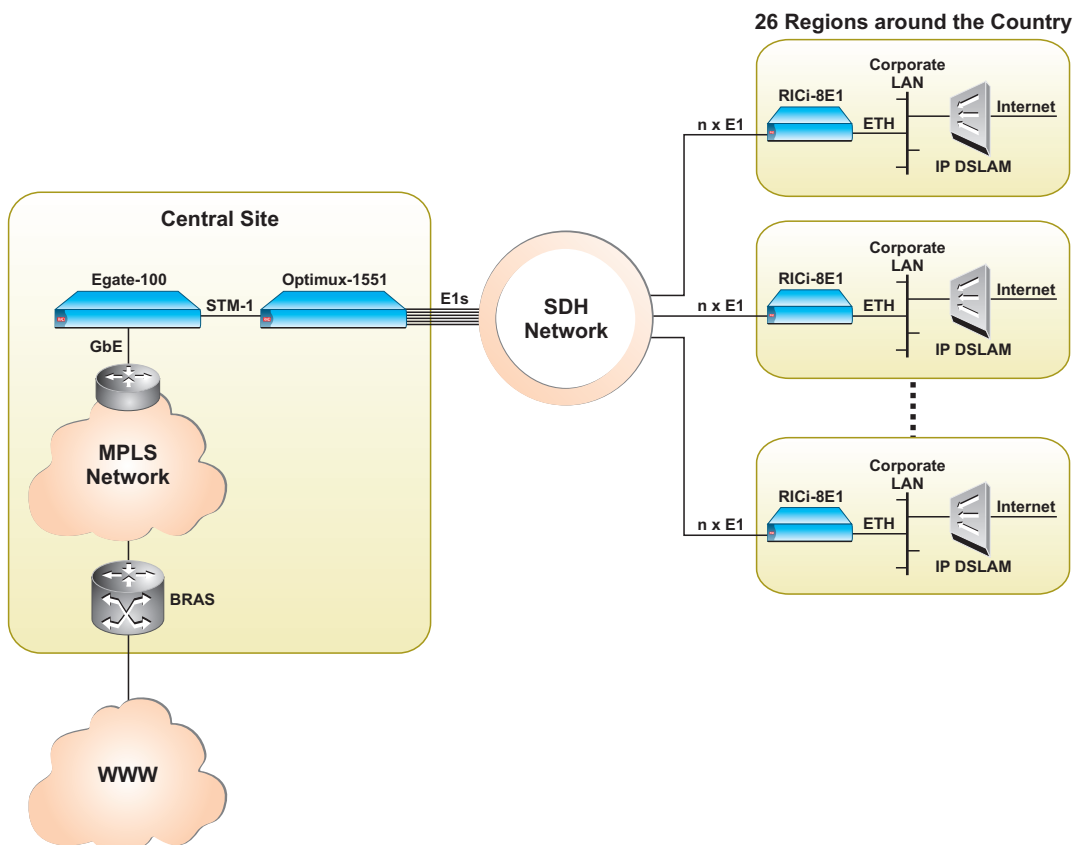 26 Regions around the Country
Corporate
LAN
RICi-8E1
Internet
n x E1
ETH
IP DSLAM
Central Site
Egate-100
Optimux-1551
STM-1
E1s
GbE
SDH
Network
MPLS
Network
BRAS
WWW
Corporate
LAN
RICi-8E1
Internet
n x E1
ETH
IP DSLAM
Corporate
LAN
RICi-8E1
Internet
n x E1
ETH
IP DSLAM